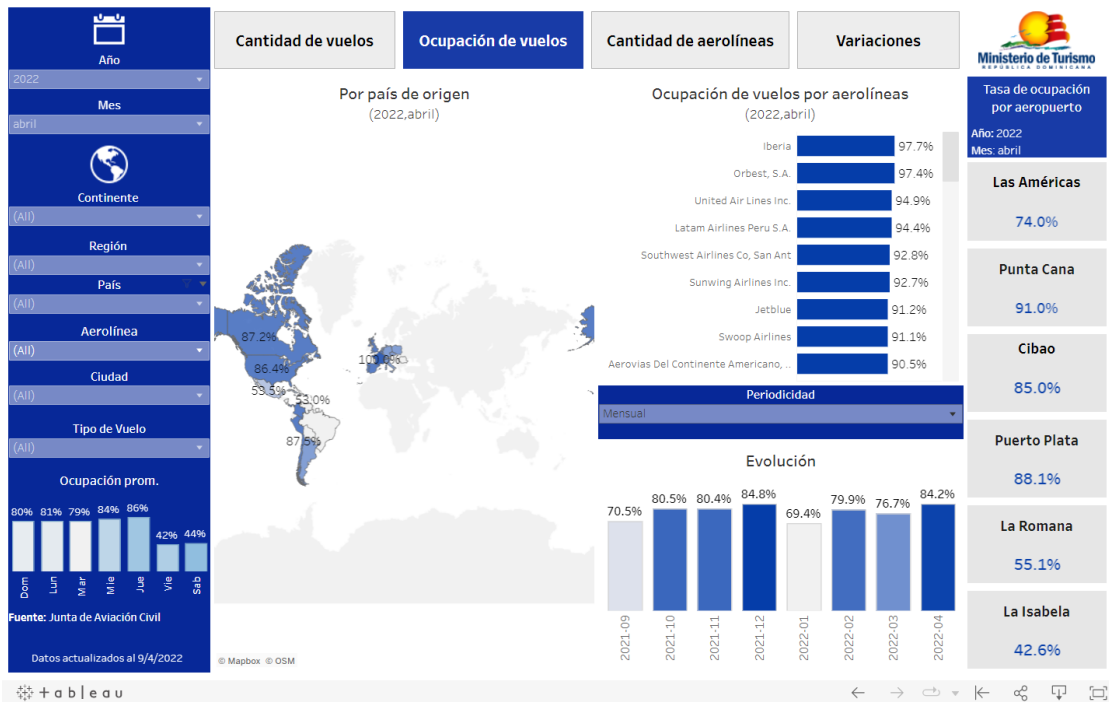 Año
2022
Mes
abril
Continente
(All)
Región
(All)
País
(All)
Aerolínea
(All)
Ciudad
(All)
Tipo de Vuelo
(All)
Ocupación prom.
80% 81% 79% 84% 86% 42% 44%
Dom Lun Mar Mie Jue Vie Sab
Fuente: Junta de Aviación Civil
Datos actualizados al 9/4/2022
Cantidad de vuelos
Ocupación de vuelos
Cantidad de aerolíneas
Variaciones
Por país de origen
(2022,abril)
87.2%
86.4%
53.5%
53.0%
87.5%
100.0%
© Mapbox © OSM
Ocupación de vuelos por aerolíneas
(2022,abril)
Iberia 97.7%
Orbest, S.A. 97.4%
United Air Lines Inc. 94.9%
Latam Airlines Peru S.A. 94.4%
Southwest Airlines Co, San Ant 92.8%
Sunwing Airlines Inc. 92.7%
Jetblue 91.2%
Swoop Airlines 91.1%
Aerovias Del Continente Americano, .. 90.5%
Periodicidad
Mensual
Evolución
70.5% 80.5% 80.4% 84.8% 69.4% 79.9% 76.7% 84.2%
2021-09 2021-10 2021-11 2021-12 2022-01 2022-02 2022-03 2022-04
Ministerio de Turismo
REPÚBLICA DOMINICANA
Tasa de ocupación
por aeropuerto
Año: 2022
Mes: abril
Las Américas
74.0%
Punta Cana
91.0%
Cibao
85.0%
Puerto Plata
88.1%
La Romana
55.1%
La Isabela
42.6%
+ a b | e a u